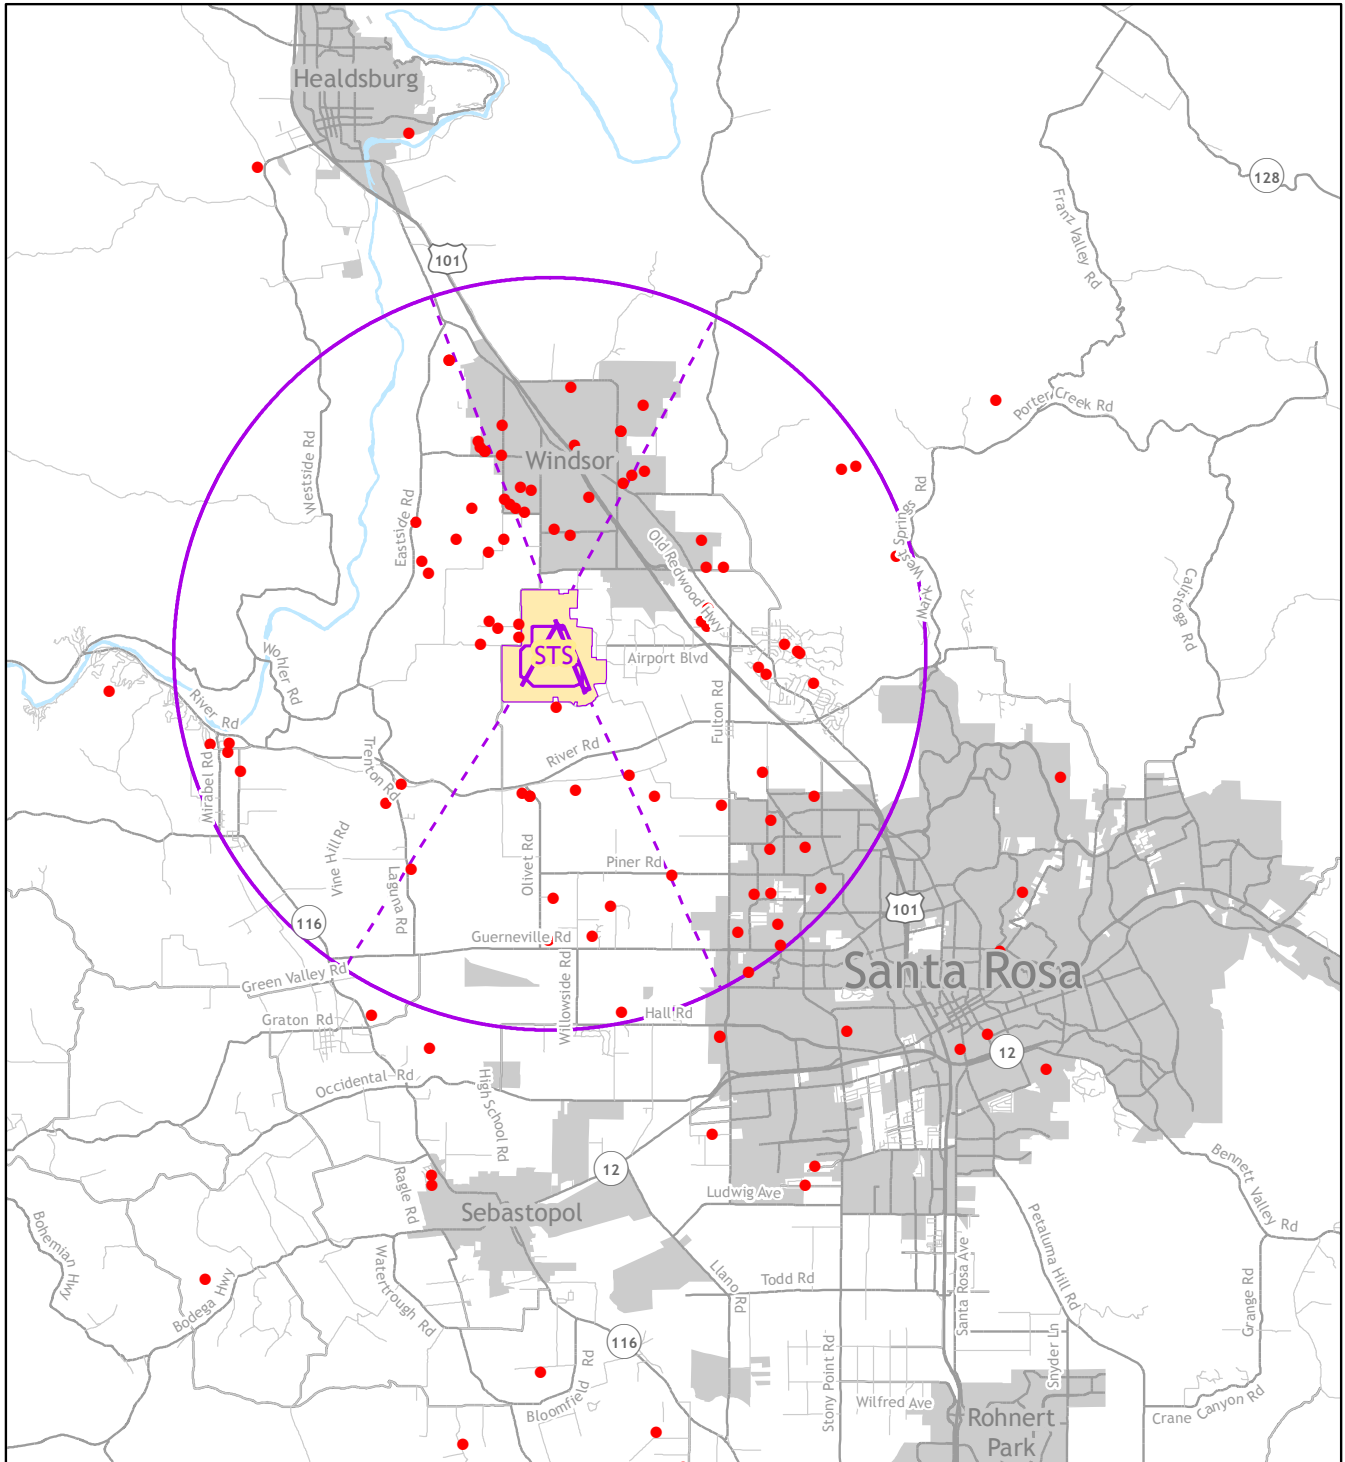 Healdsburg
128
Franz Valley Rd
101
Porter Creek Rd
Westside Rd
Windsor
Eastside Rd
Mark West Springs Rd
Old Redwood Hwy
Calistoga Rd
STS
Airport Blvd
Wohler Rd
River Rd
Fulton Rd
River Rd
Trenton Rd
Mirabel Rd
Vine Hill Rd
Olivet Rd
Piner Rd
Laguna Rd
101
116
Guerneville Rd
Santa Rosa
Green Valley Rd
Willowside Rd
Hall Rd
Graton Rd
12
Occidental Rd
High School Rd
12
Bennett Valley Rd
Ragle Rd
Ludwig Ave
Sebastopol
Bohemian Hwy
Petaluma Hill Rd
Watertrough Rd
Llano Rd
Todd Rd
Santa Rosa Ave
Bodega Hwy
Grange Rd
116
Stony Point Rd
Snyder Ln
Bloomfield Rd
Wilfred Ave
Crane Canyon Rd
Rohnert
Park